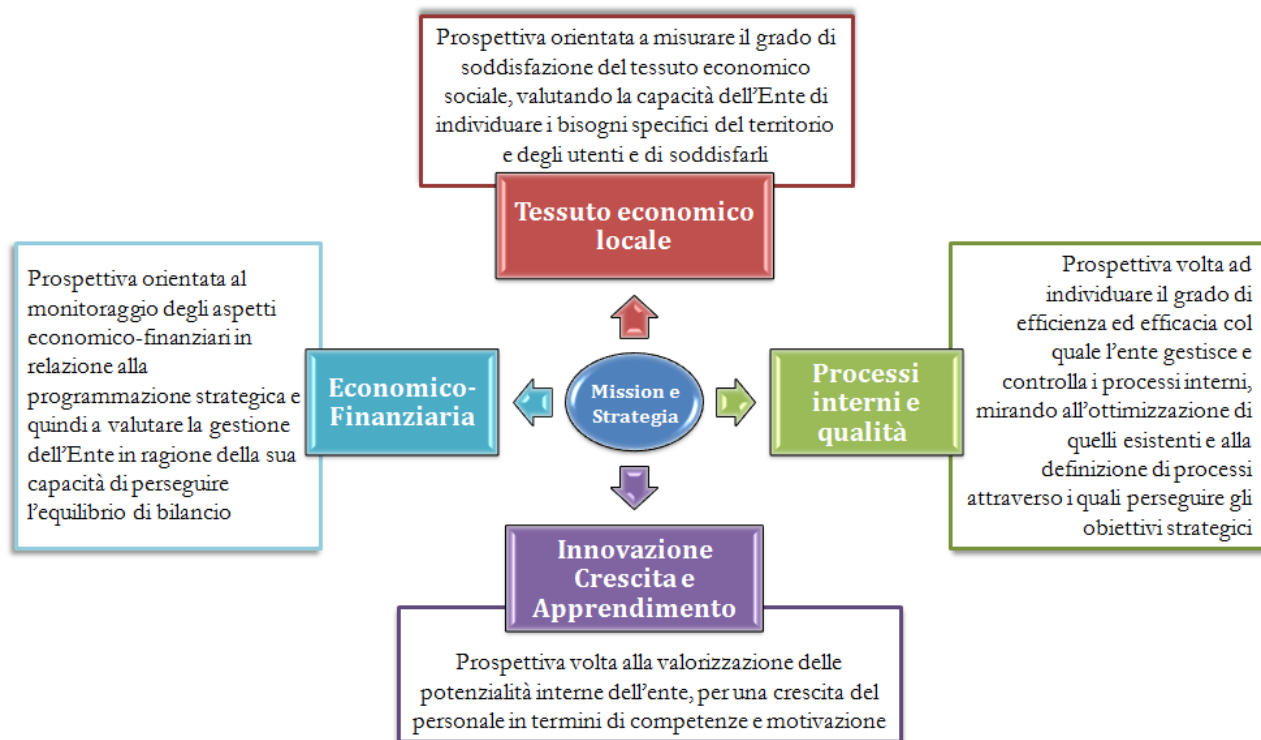 Prospettiva orientata a misurare il grado di
soddisfazione del tessuto economico
sociale, valutando la capacità dell'Ente di
individuare i bisogni specifici del territorio
e degli utenti e di soddisfarli
Tessuto economico
locale
Prospettiva orientata al
monitoraggio degli aspetti
economico-finanziari in
relazione alla
programmazione strategica e
quindi a valutare la gestione
dell'Ente in ragione della sua
capacità di perseguire
l'equilibrio di bilancio
Economico-
Finanziaria
Mission e
Strategia
Processi
interni e
qualità
Prospettiva volta ad
individuare il grado di
efficienza ed efficacia col
quale l'ente gestisce e
controlla i processi interni,
mirando all'ottimizzazione di
quelli esistenti e alla
definizione di processi
attraverso i quali perseguire gli
obiettivi strategici
Innovazione
Crescita e
Apprendimento
Prospettiva volta alla valorizzazione delle
potenzialità interne dell'ente, per una crescita del
personale in termini di competenze e motivazione